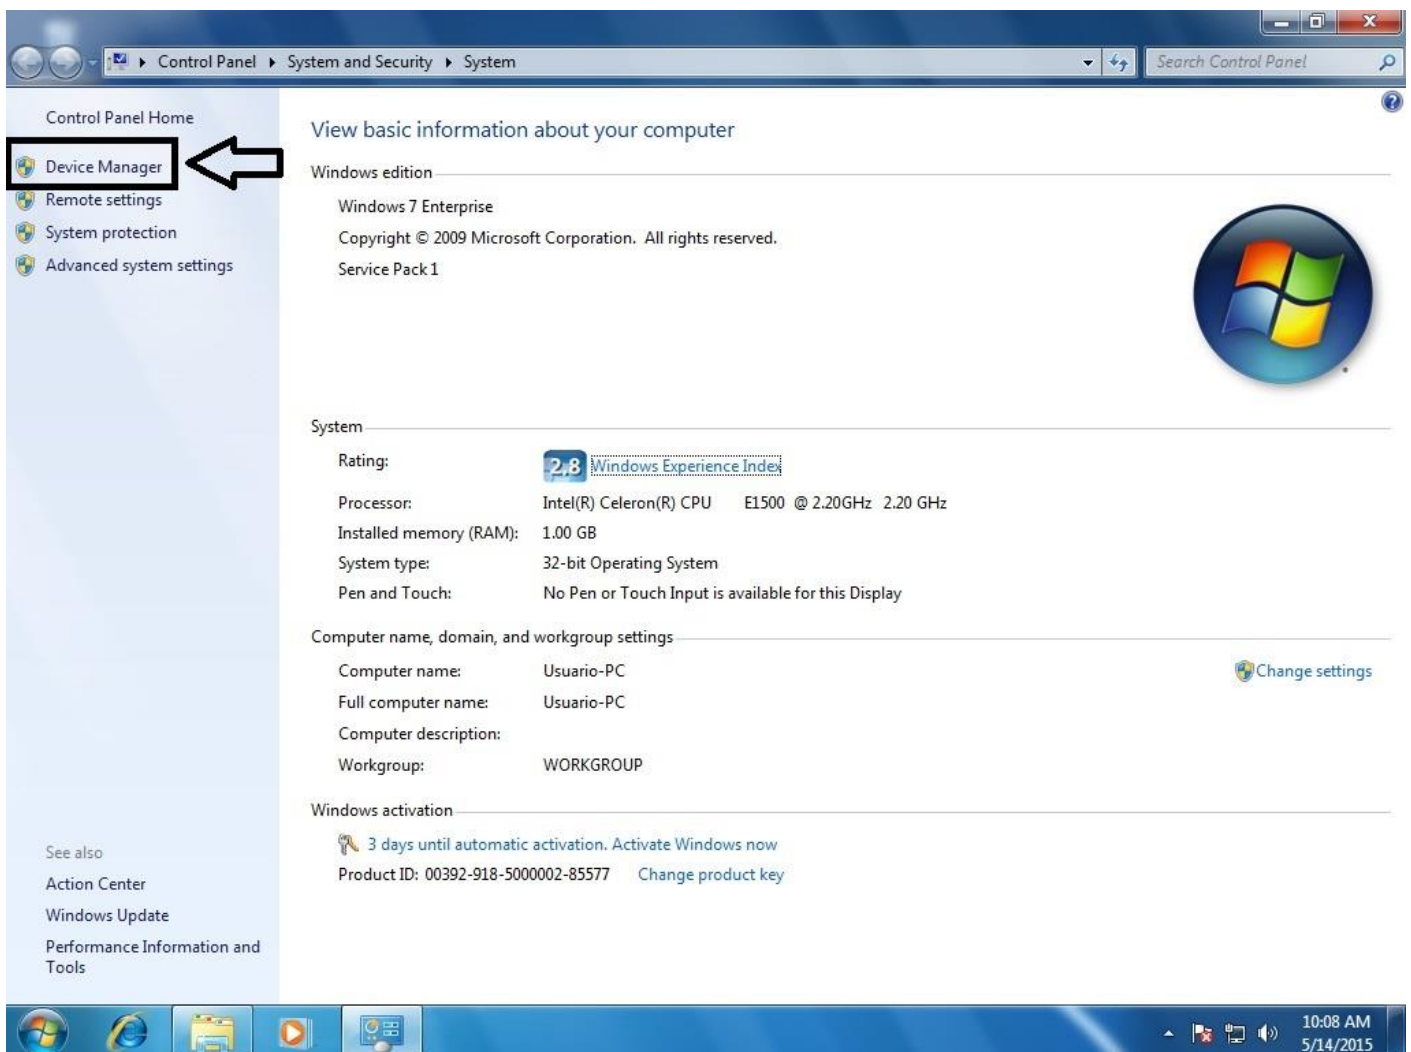 Control Panel ▸ System and Security ▸ System
Search Control Panel
Control Panel Home
Device Manager
Remote settings
System protection
Advanced system settings
View basic information about your computer
Windows edition
Windows 7 Enterprise
Copyright © 2009 Microsoft Corporation. All rights reserved.
Service Pack 1
System
Rating: 2,8 Windows Experience Index
Processor: Intel(R) Celeron(R) CPU E1500 @ 2.20GHz 2.20 GHz
Installed memory (RAM): 1.00 GB
System type: 32-bit Operating System
Pen and Touch: No Pen or Touch Input is available for this Display
Computer name, domain, and workgroup settings
Computer name: Usuario-PC
Change settings
Full computer name: Usuario-PC
Computer description:
Workgroup: WORKGROUP
Windows activation
3 days until automatic activation. Activate Windows now
Product ID: 00392-918-5000002-85577 Change product key
See also
Action Center
Windows Update
Performance Information and
Tools
10:08 AM
5/14/2015